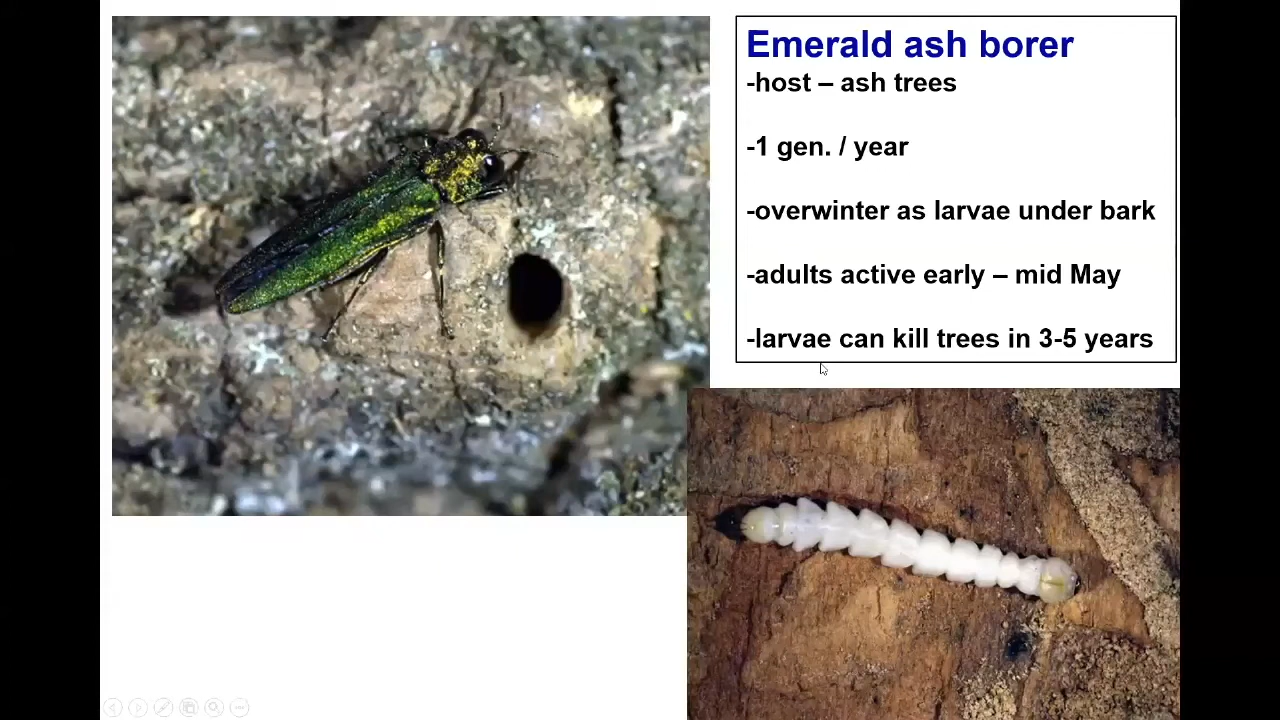 Emerald ash borer
-host – ash trees
-1 gen. / year
-overwinter as larvae under bark
-adults active early – mid May
-larvae can kill trees in 3-5 years